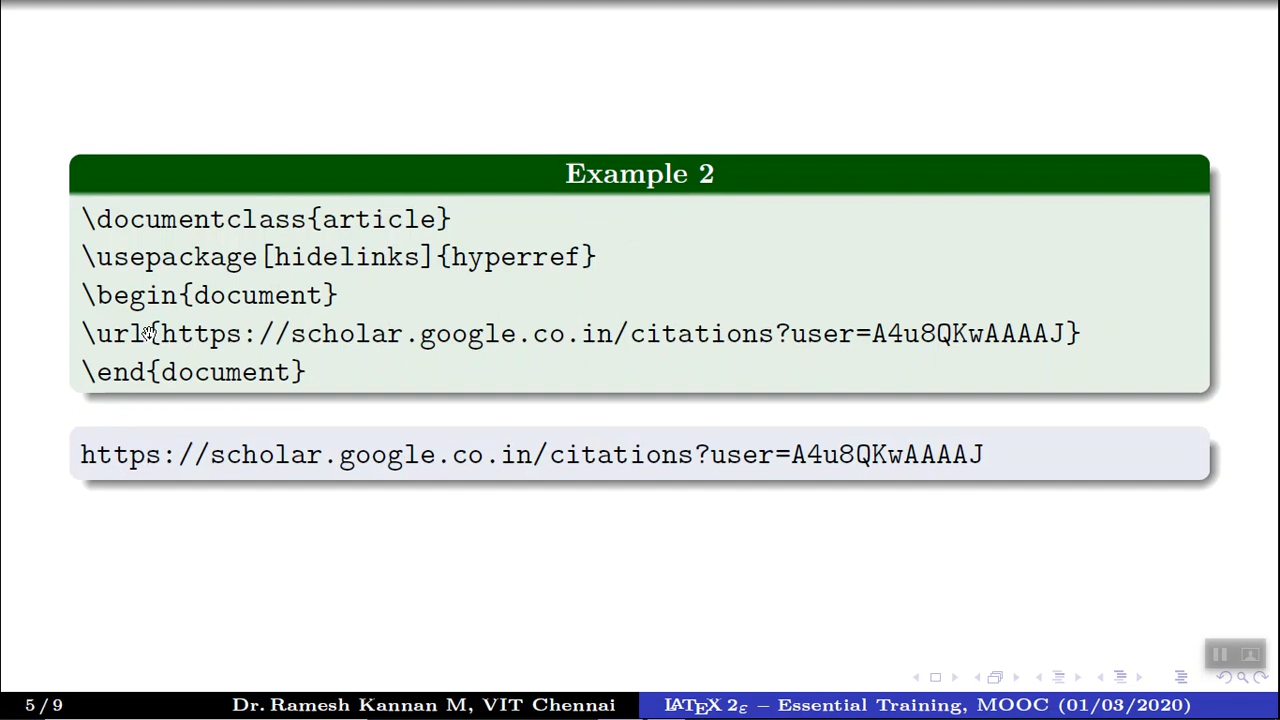 Example 2
\documentclass{article}
\usepackage[hidelinks]{hyperref}
\begin{document}
\url{https://scholar.google.co.in/citations?user=A4u8QKwAAAAJ}
\end{document}
https://scholar.google.co.in/citations?user=A4u8QKwAAAAJ
5/9 Dr. Ramesh Kannan M, VIT Chennai LATEX 2ε – Essential Training, MOOC (01/03/2020)